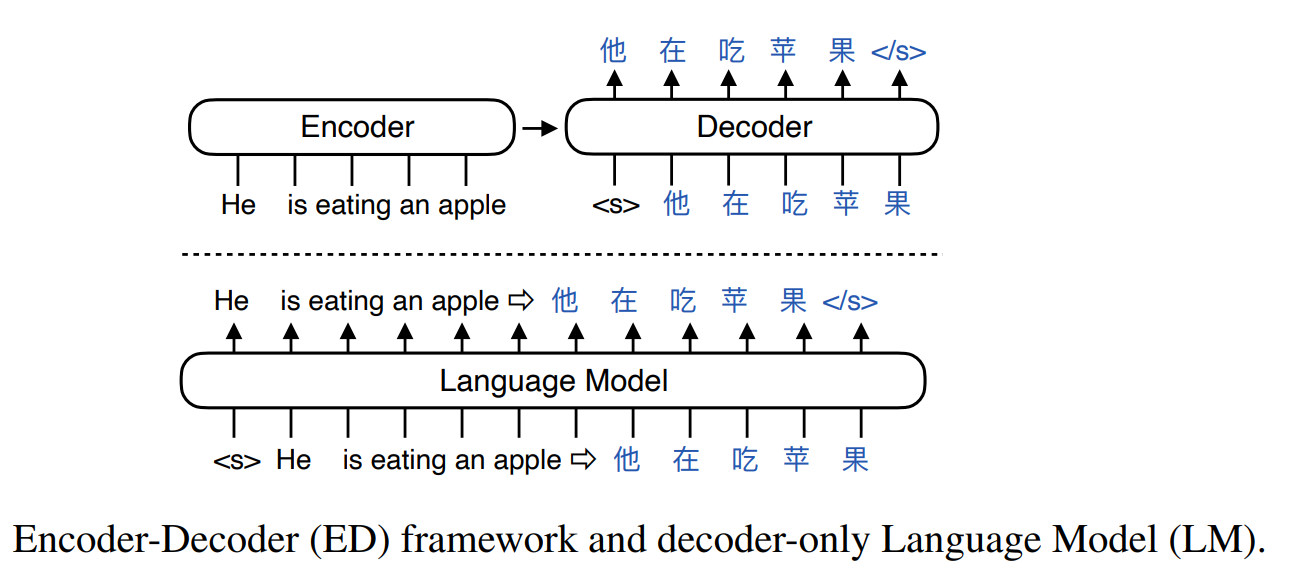 他 在 吃 苹 果 </s>
Encoder Decoder
He is eating an apple <s> 他 在 吃 苹 果
He is eating an apple ⇨ 他 在 吃 苹 果 </s>
Language Model
<s> He is eating an apple ⇨ 他 在 吃 苹 果
Encoder-Decoder (ED) framework and decoder-only Language Model (LM).